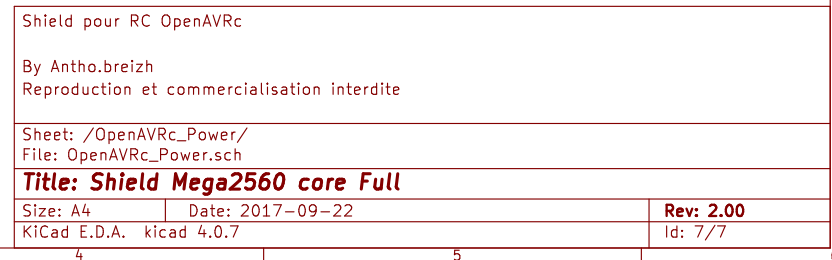 Shield pour RC OpenAVRc
By Antho.breizh
Reproduction et commercialisation interdite
Sheet: /OpenAVRc_Power/
File: OpenAVRc_Power.sch
Title: Shield Mega2560 core Full
Size: A4 Date: 2017-09-22 Rev: 2.00
KiCad E.D.A. kicad 4.0.7 Id: 7/7
4 5